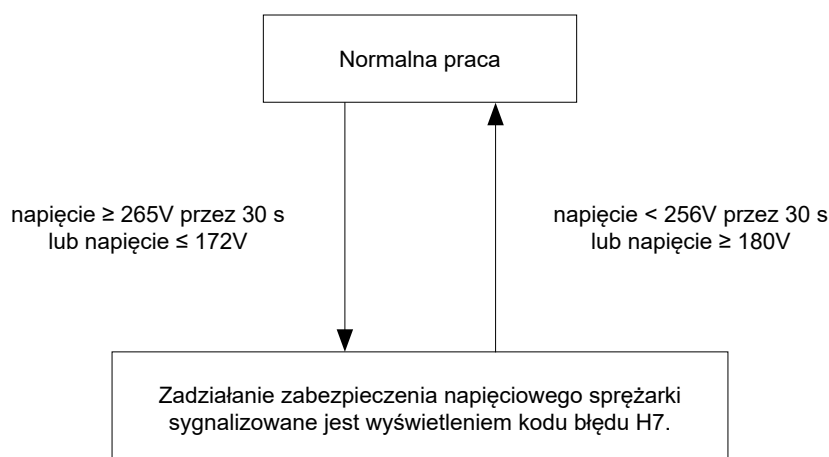 Normalna praca
napięcie ≥ 265V przez 30 s
lub napięcie ≤ 172V
napięcie < 256V przez 30 s
lub napięcie ≥ 180V
Zadziałanie zabezpieczenia napięciowego sprężarki
sygnalizowane jest wyświetleniem kodu błędu H7.